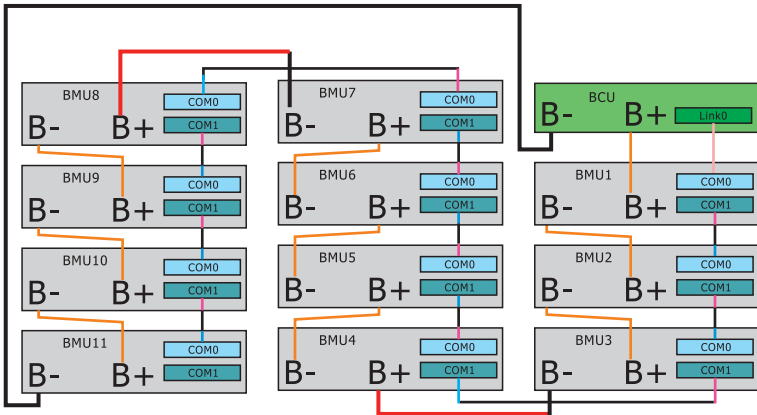 BMU8
COM0
B- B+
COM1
BMU9
COM0
B- B+
COM1
BMU10
COM0
B- B+
COM1
BMU11
COM0
B- B+
COM1
BMU7
COM0
B- B+
COM1
BMU6
COM0
B- B+
COM1
BMU5
COM0
B- B+
COM1
BMU4
COM0
B- B+
COM1
BCU
B- B+
Link0
BMU1
COM0
B- B+
COM1
BMU2
COM0
B- B+
COM1
BMU3
COM0
B- B+
COM1